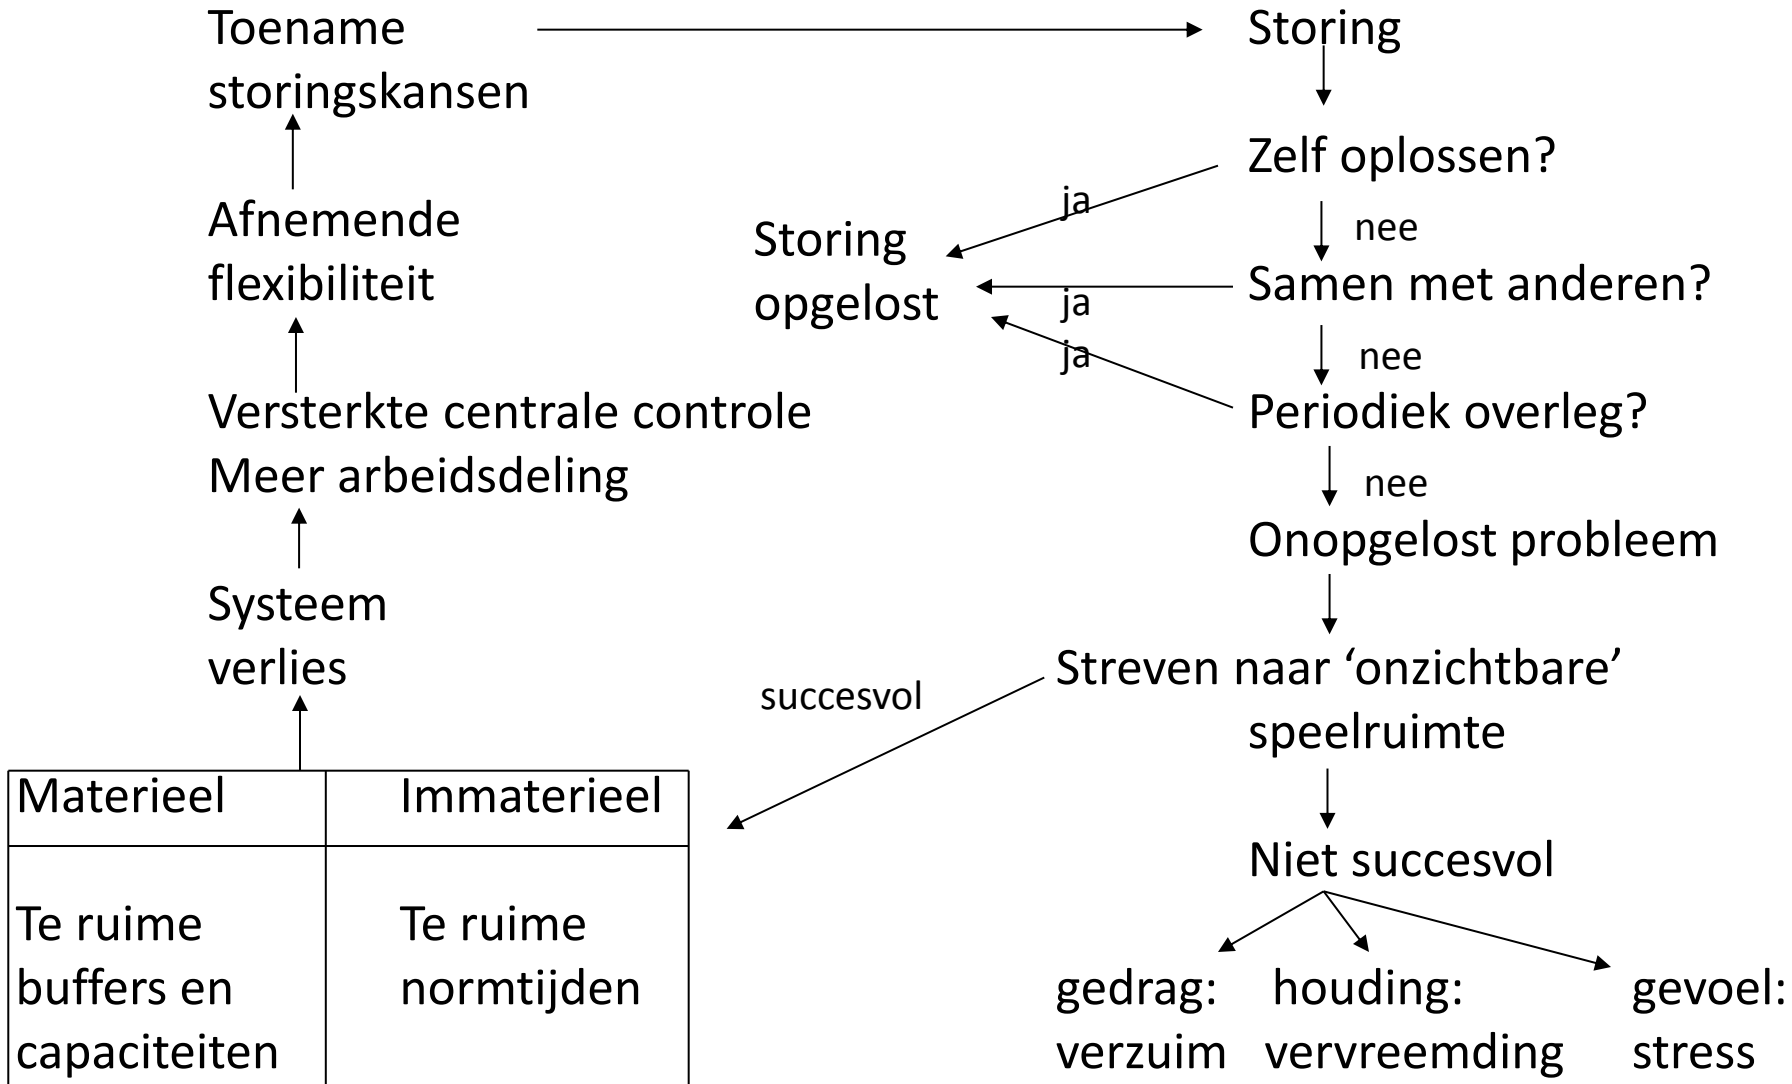 Toename
storingskansen
Storing
Zelf oplossen?
ja
nee
Afnemende
flexibiliteit
Storing
opgelost
Samen met anderen?
ja
nee
ja
Versterkte centrale controle
Meer arbeidsdeling
Periodiek overleg?
nee
Onopgelost probleem
Systeem
verlies
Streven naar ‘onzichtbare’
speelruimte
succesvol
Materieel
Immaterieel
Niet succesvol
Te ruime
buffers en
capaciteiten
Te ruime
normtijden
gedrag:
verzuim
houding:
vervreemding
gevoel:
stress